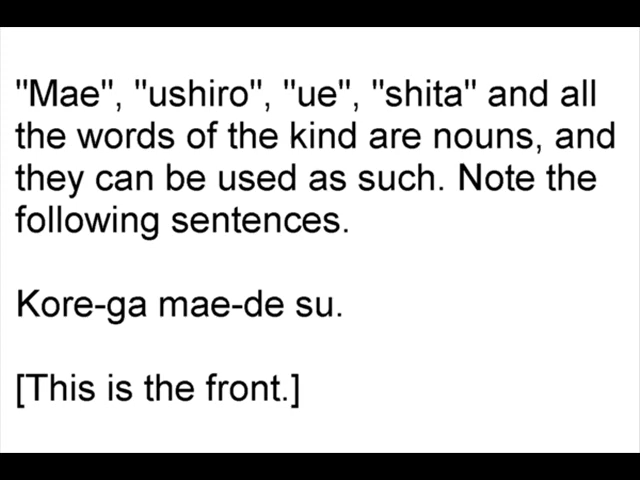 "Mae", "ushiro", "ue", "shita" and all
the words of the kind are nouns, and
they can be used as such. Note the
following sentences.
Kore-ga mae-de su.
[This is the front.]